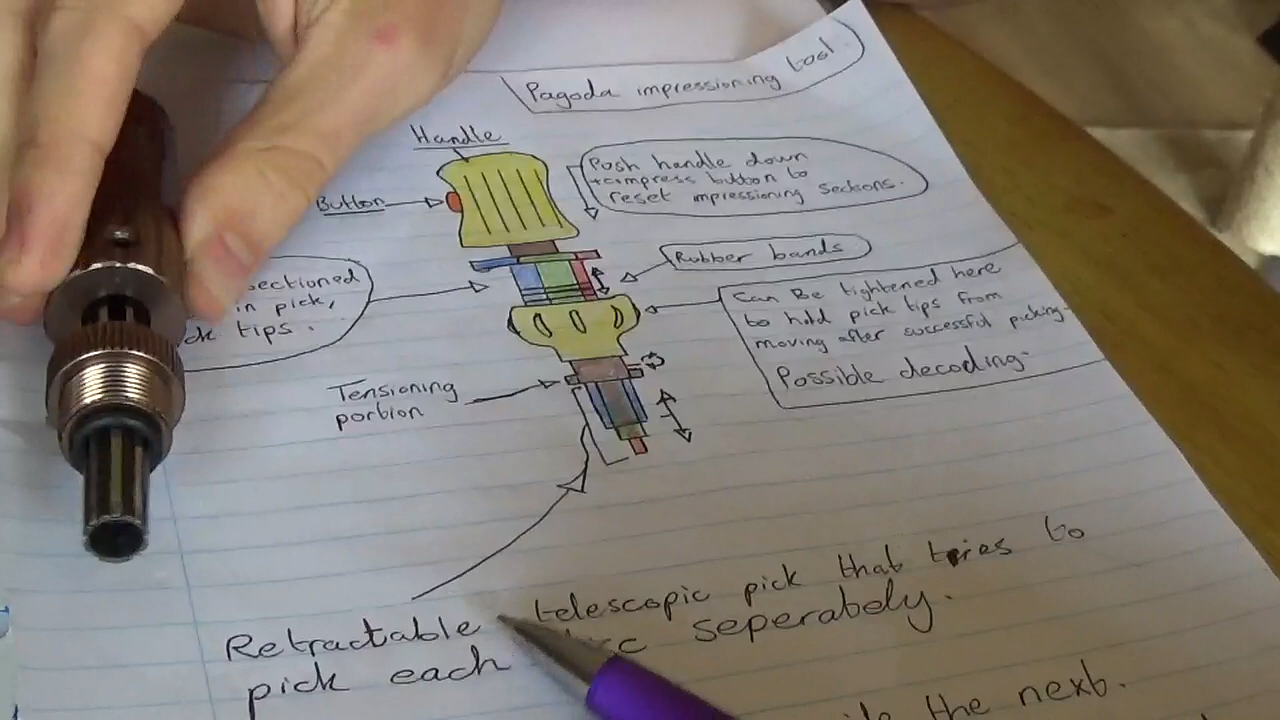 Pagoda impressioning tool
Handle
Push handle down
+compress button to
reset impressioning sections.
Button
Rubber bands
ectioned
in pick,
tips.
Can Be tightened here
to hold pick tips from
moving after successful picking-
Possible decoding-
Tensioning
portion
Retractable telescopic pick that tries to
pick each seperabely.
the next.